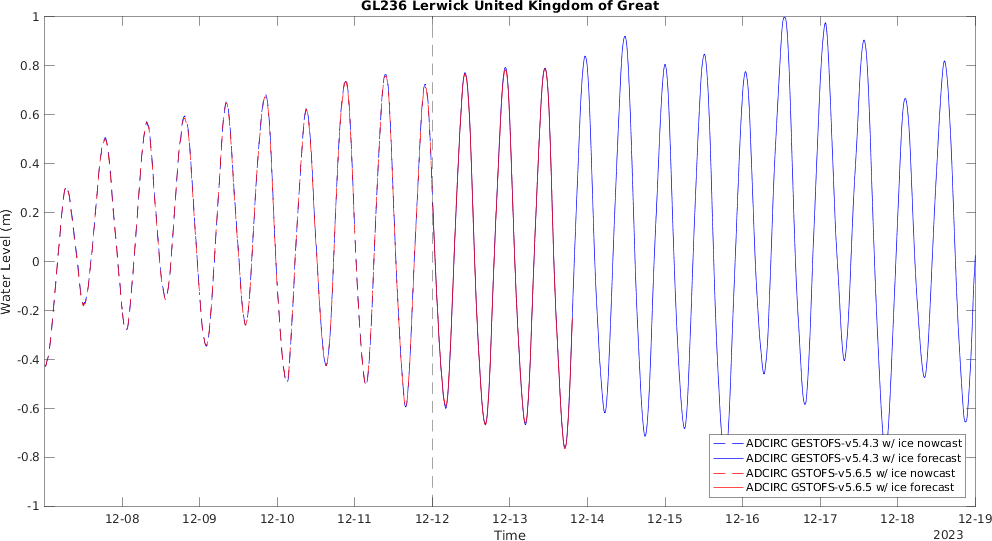 GL236 Lerwick United Kingdom of Great
Water Level (m)
1
0.8
0.6
0.4
0.2
0
-0.2
-0.4
-0.6
-0.8
-1
ADCIRC GESTOFS-v5.4.3 w/ ice nowcast
ADCIRC GESTOFS-v5.4.3 w/ ice forecast
ADCIRC GSTOFS-v5.6.5 w/ ice nowcast
ADCIRC GSTOFS-v5.6.5 w/ ice forecast
12-08 12-09 12-10 12-11 12-12 12-13 12-14 12-15 12-16 12-17 12-18 12-19
Time
2023